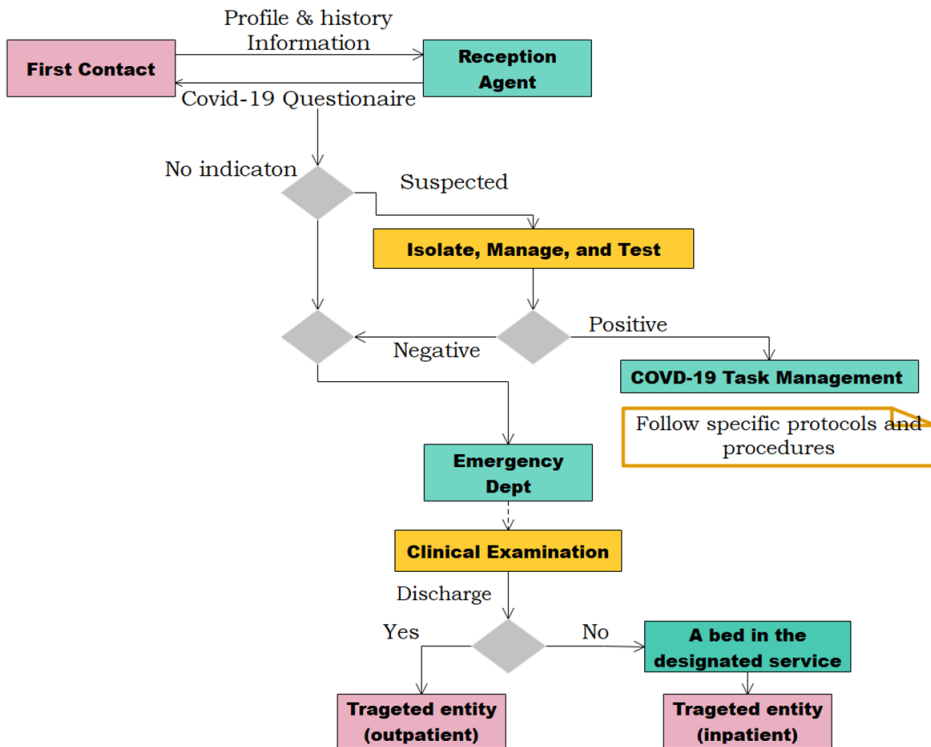 Profile & history
Information
First Contact
Reception
Agent
Covid-19 Questionaire
No indicaton
Suspected
Isolate, Manage, and Test
Positive
Negative
COVD-19 Task Management
Follow specific protocols and
procedures
Emergency
Dept
Clinical Examination
Discharge
Yes
No
A bed in the
designated service
Trageted entity
(outpatient)
Trageted entity
(inpatient)